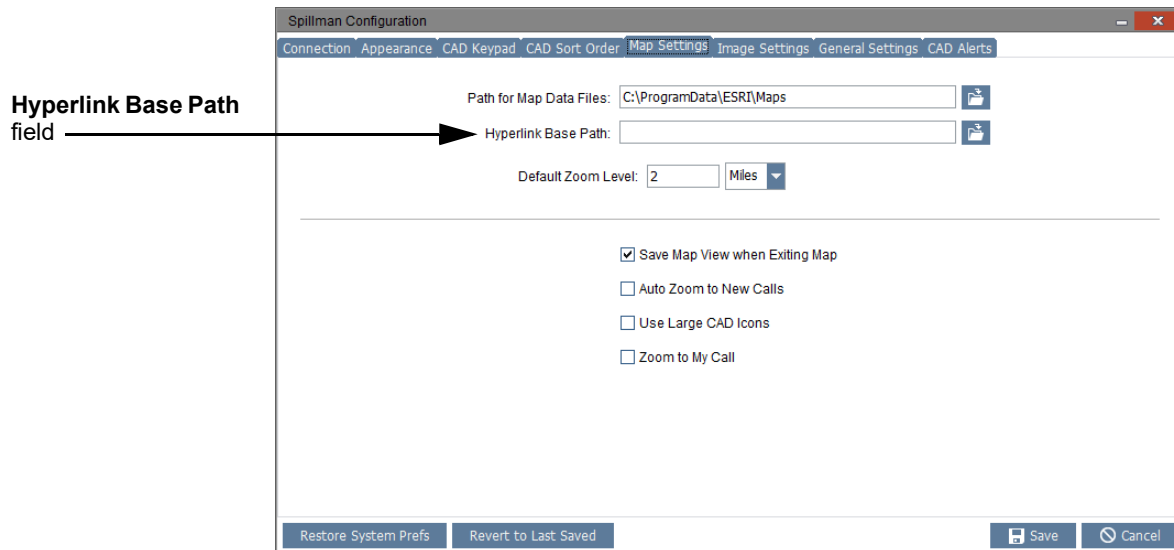 Spillman Configuration
Connection Appearance CAD Keypad CAD Sort Order Map Settings Image Settings General Settings CAD Alerts
Hyperlink Base Path
field
Path for Map Data Files: C:\ProgramData\ESRI\Maps
Hyperlink Base Path:
Default Zoom Level: 2 Miles
Save Map View when Exiting Map
Auto Zoom to New Calls
Use Large CAD Icons
Zoom to My Call
Restore System Prefs Revert to Last Saved Save Cancel